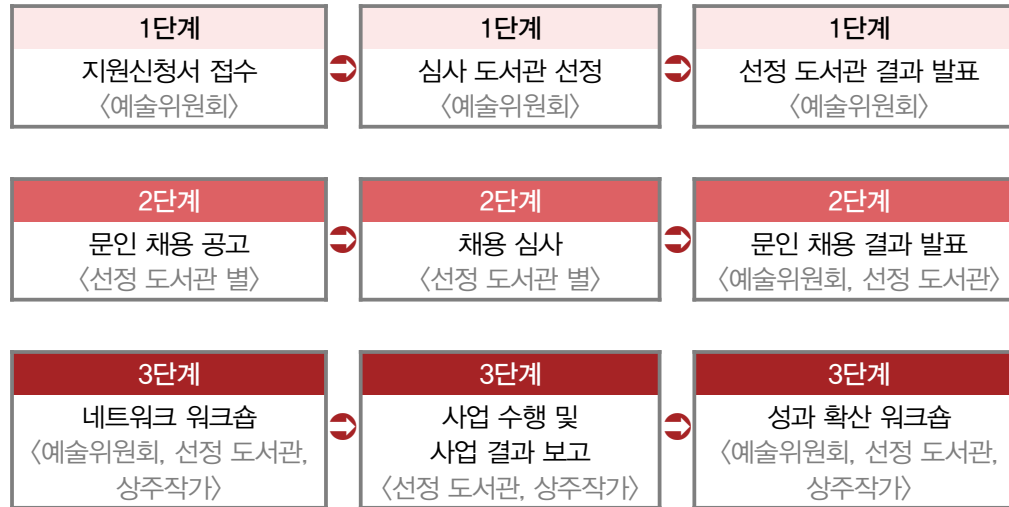 1단계
지원신청서 접수
〈예술위원회〉
1단계
심사 도서관 선정
〈예술위원회〉
1단계
선정 도서관 결과 발표
〈예술위원회〉
2단계
문인 채용 공고
〈선정 도서관 별〉
2단계
채용 심사
〈선정 도서관 별〉
2단계
문인 채용 결과 발표
〈예술위원회, 선정 도서관〉
3단계
네트워크 워크숍
〈예술위원회, 선정 도서관,
상주작가〉
3단계
사업 수행 및
사업 결과 보고
〈선정 도서관, 상주작가〉
3단계
성과 확산 워크숍
〈예술위원회, 선정 도서관,
상주작가〉